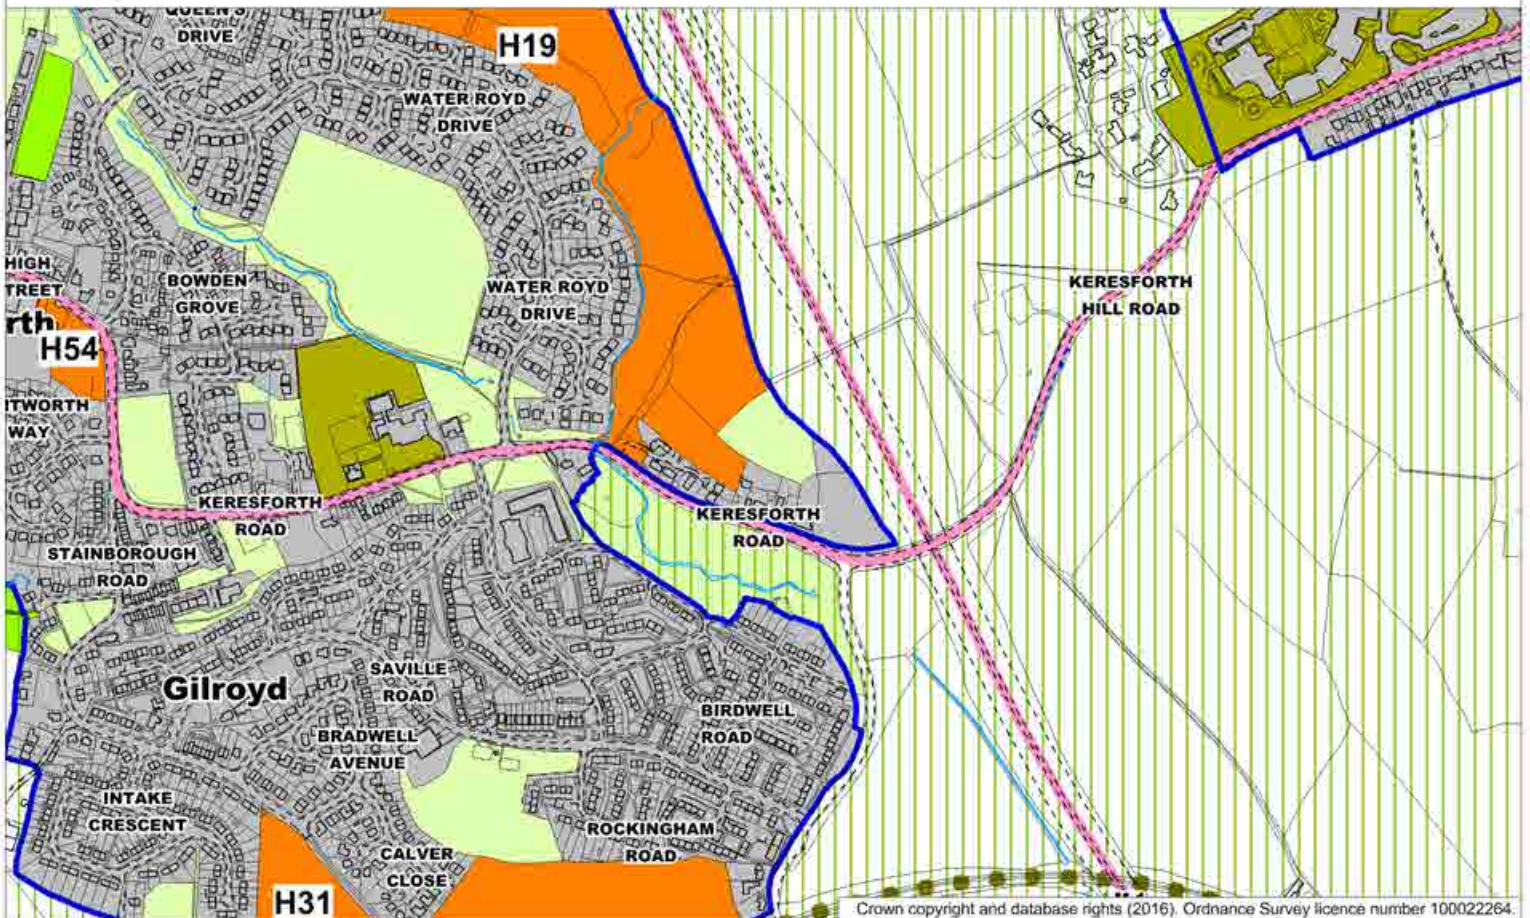 QUEEN'S
DRIVE
H19
WATER ROYD
DRIVE
HIGH
TREET
BOWDEN
GROVE
WATER ROYD
DRIVE
KERESFORTH
HILL ROAD
rth
H54
ITWORTH
WAY
KERESFORTH
ROAD
KERESFORTH
ROAD
STAINBOROUGH
ROAD
SAVILLE
ROAD
Gilroyd
BIRDWELL
ROAD
BRADWELL
AVENUE
INTAKE
CRESCENT
ROCKINGHAM
ROAD
CALVER
CLOSE
H31
Crown copyright and database rights (2016). Ordnance Survey licence number 100022264.